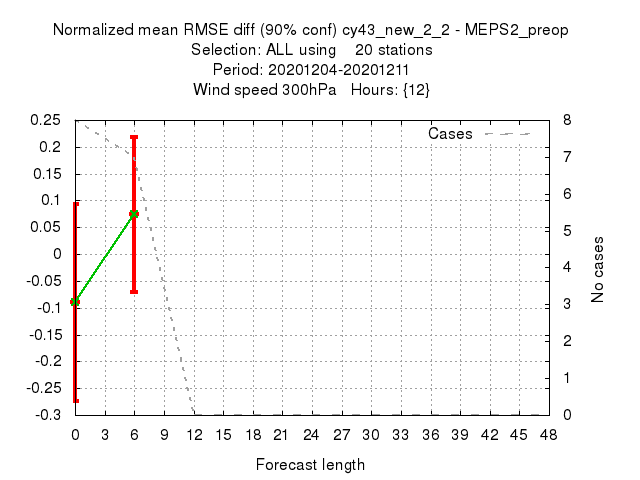 Normalized mean RMSE diff (90% conf) cy43_new_2_2 - MEPS2_preop
Selection: ALL using 20 stations
Period: 20201204-20201211
Wind speed 300hPa Hours: {12}
Cases
0.25
0.2
0.15
0.1
0.05
0
-0.05
-0.1
-0.15
-0.2
-0.25
-0.3
8
7
6
5
4
3
2
1
0
No cases
0 3 6 9 12 15 18 21 24 27 30 33 36 39 42 45 48
Forecast length